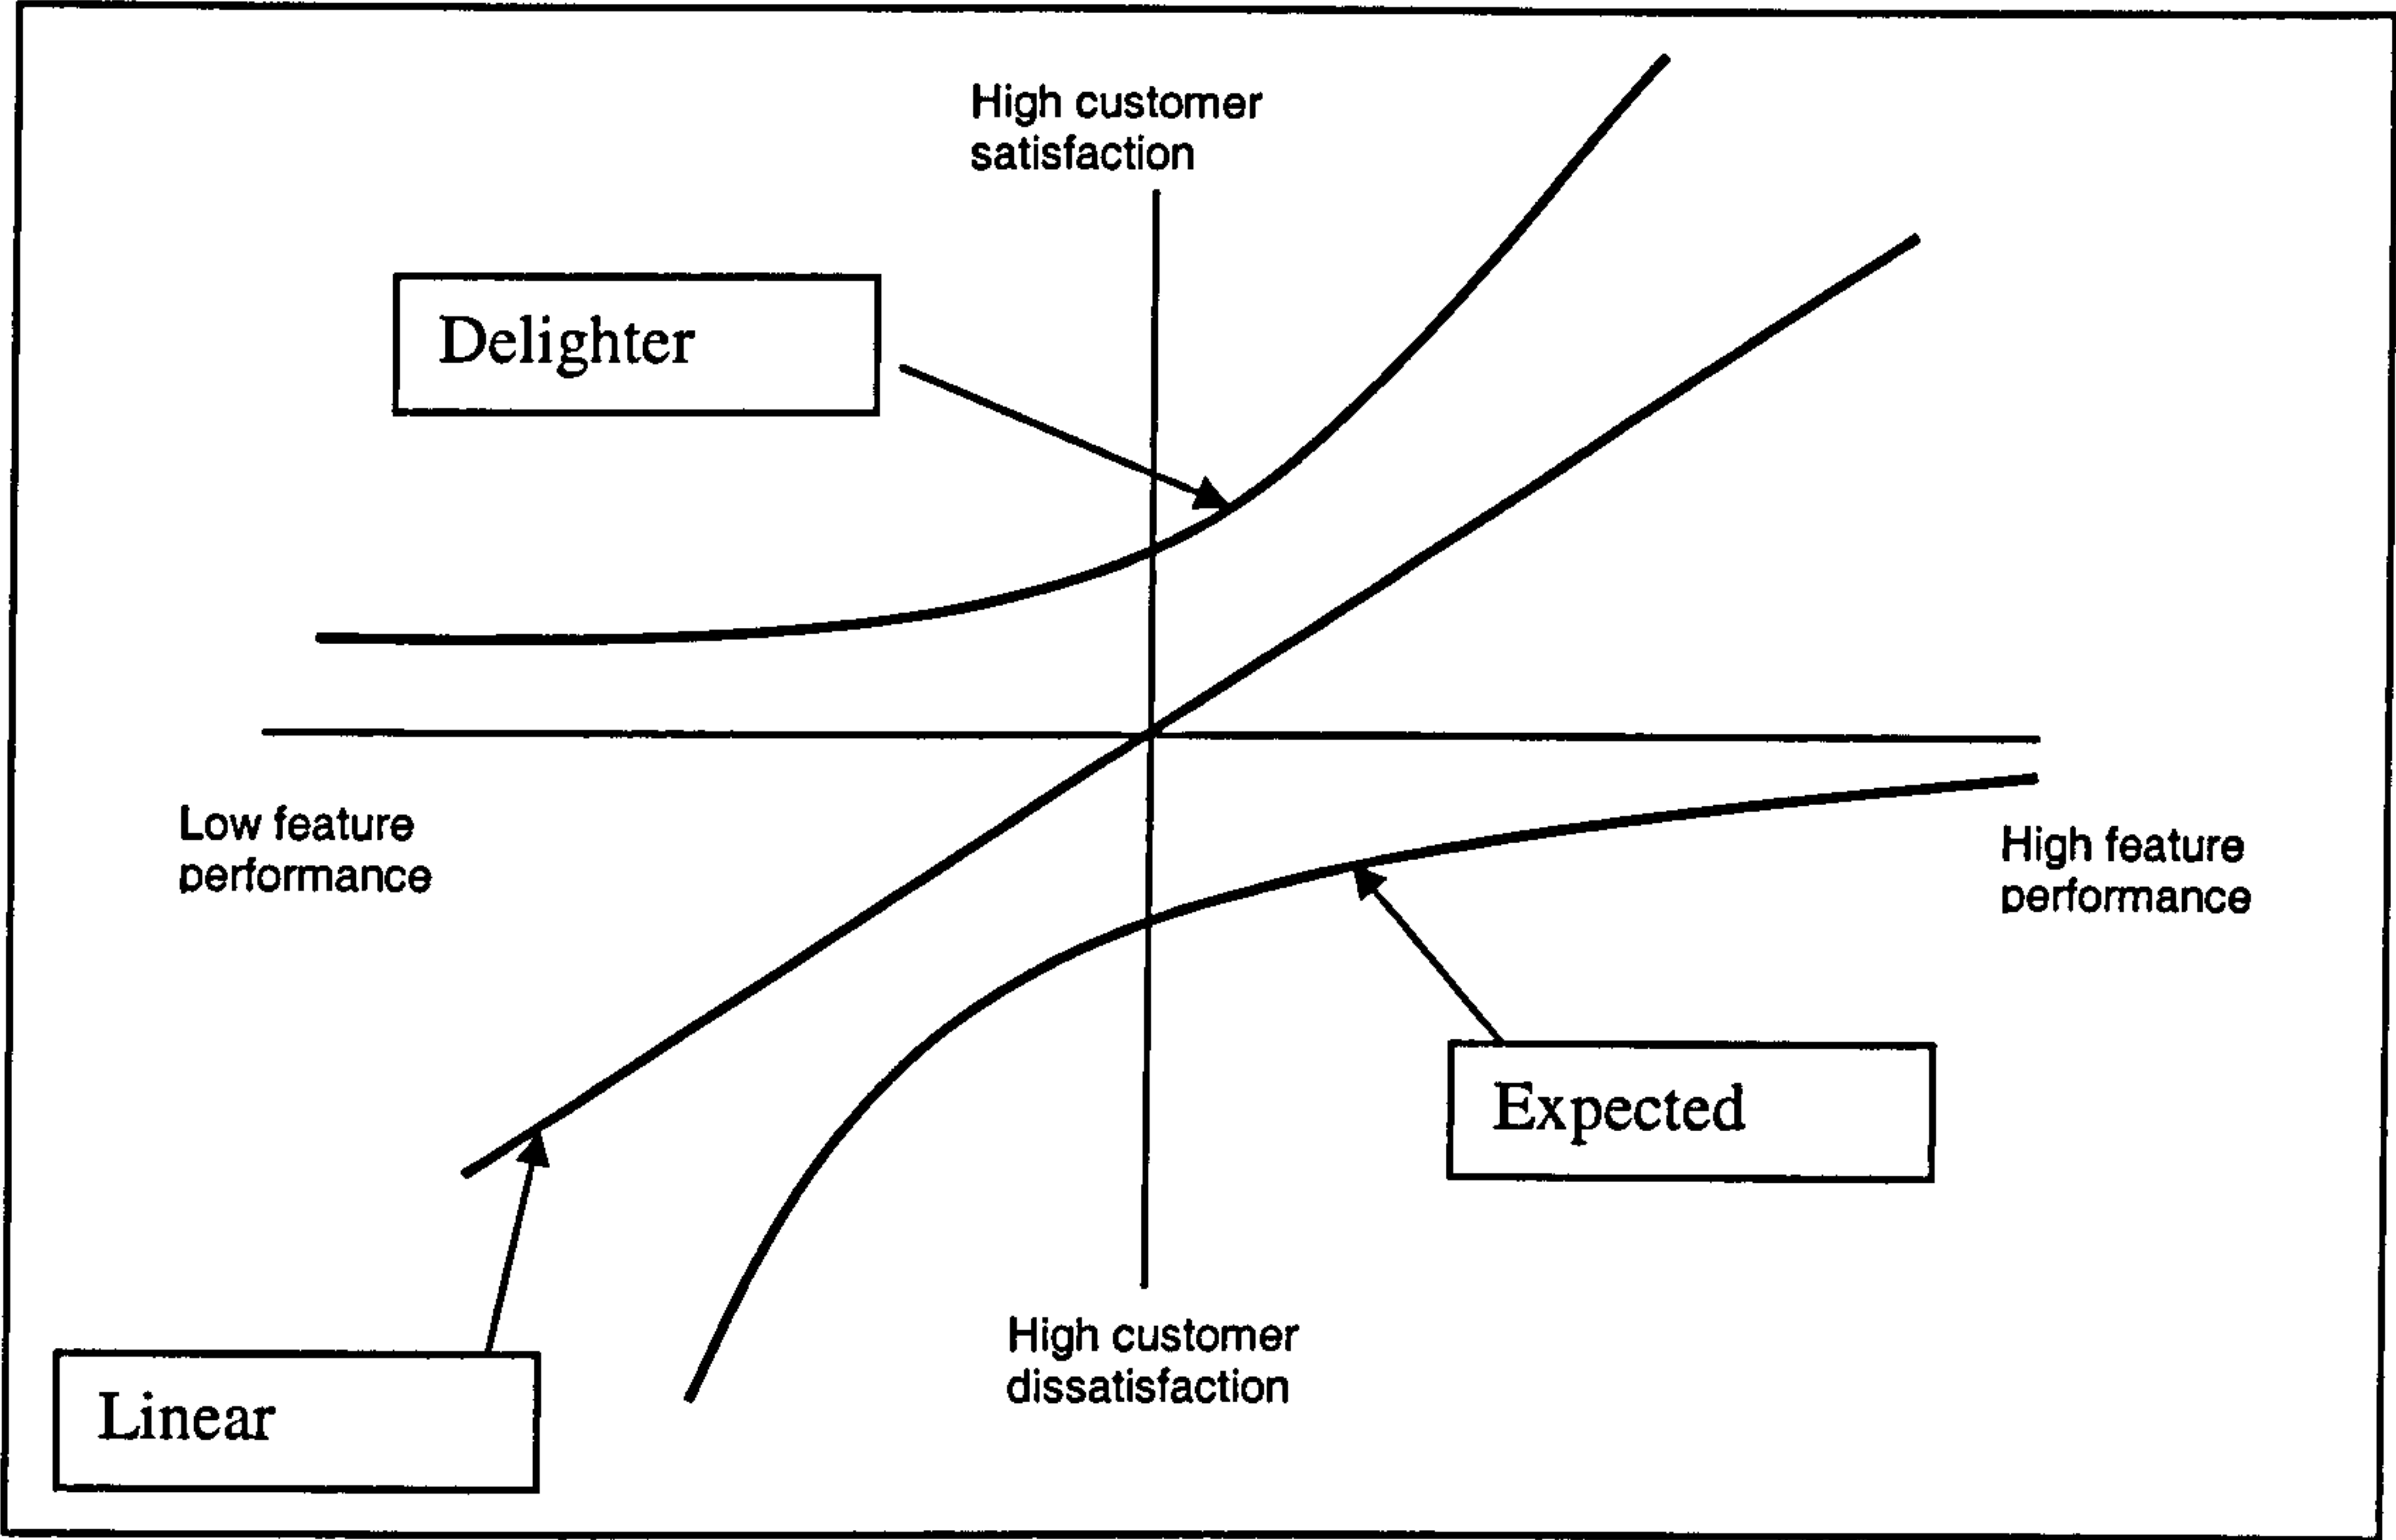 High customer
satisfaction
Delighter
Low feature
performance
High feature
performance
Expected
High customer
dissatisfaction
Linear